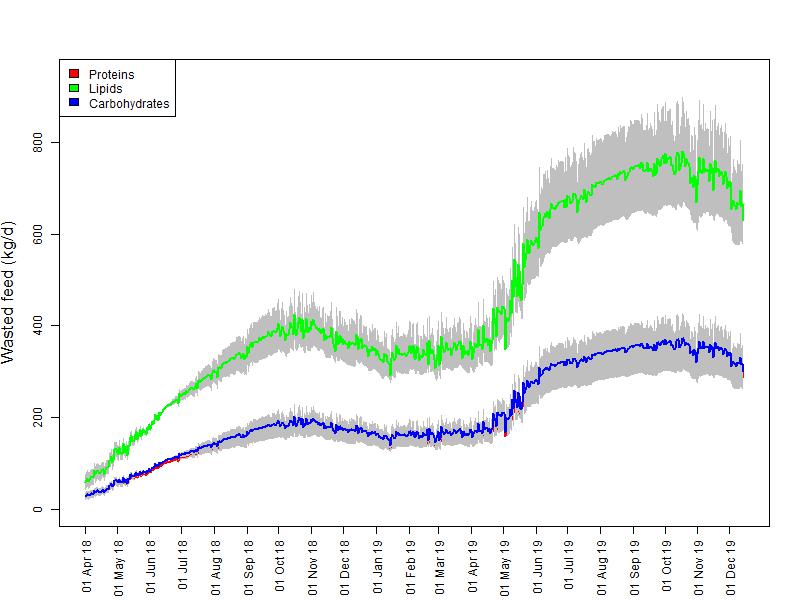 Proteins
Lipids
Carbohydrates
Wasted feed (kg/d)
800
600
400
200
0
01 Apr 18
01 May 18
01 Jun 18
01 Jul 18
01 Aug 18
01 Sep 18
01 Oct 18
01 Nov 18
01 Dec 18
01 Jan 19
01 Feb 19
01 Mar 19
01 Apr 19
01 May 19
01 Jun 19
01 Jul 19
01 Aug 19
01 Sep 19
01 Oct 19
01 Nov 19
01 Dec 19